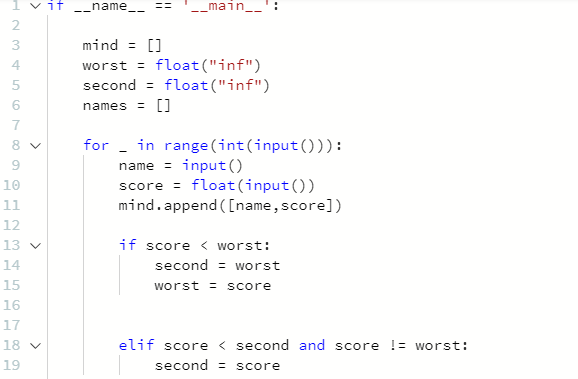 1 if __name__ == '__main__':
2
3 mind = []
4 worst = float("inf")
5 second = float("inf")
6 names = []
7
8 for _ in range(int(input())):
9 name = input()
10 score = float(input())
11 mind.append([name,score])
12
13 if score < worst:
14 second = worst
15 worst = score
16
17
18 elif score < second and score != worst:
19 second = score